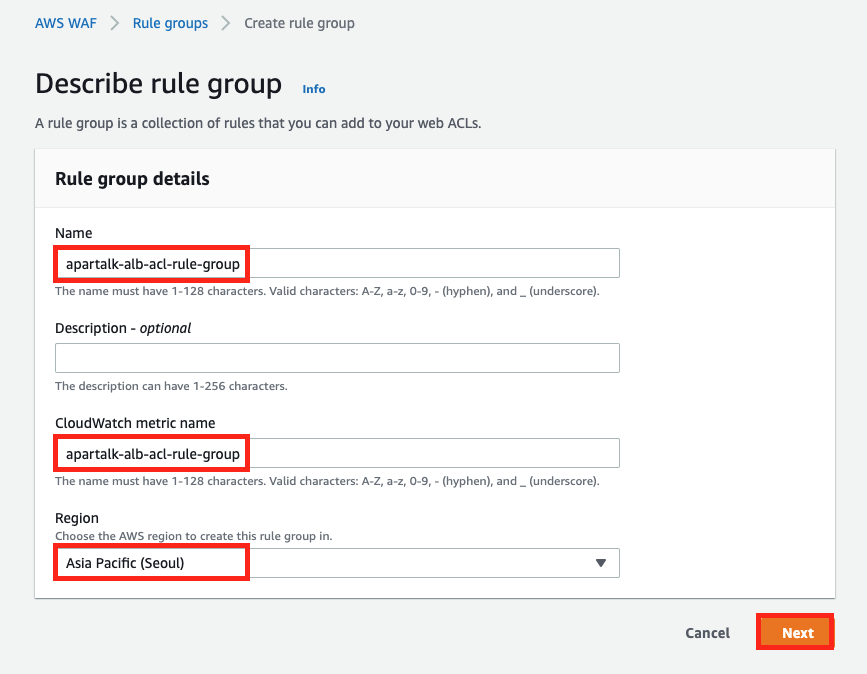 AWS WAF > Rule groups > Create rule group
Describe rule group Info
A rule group is a collection of rules that you can add to your web ACLs.
Rule group details
Name
apartalk-alb-acl-rule-group
The name must have 1-128 characters. Valid characters: A-Z, a-z, 0-9, - (hyphen), and _ (underscore).
Description - optional
The description can have 1-256 characters.
CloudWatch metric name
apartalk-alb-acl-rule-group
The name must have 1-128 characters. Valid characters: A-Z, a-z, 0-9, - (hyphen), and _ (underscore).
Region
Choose the AWS region to create this rule group in.
Asia Pacific (Seoul)
Cancel Next